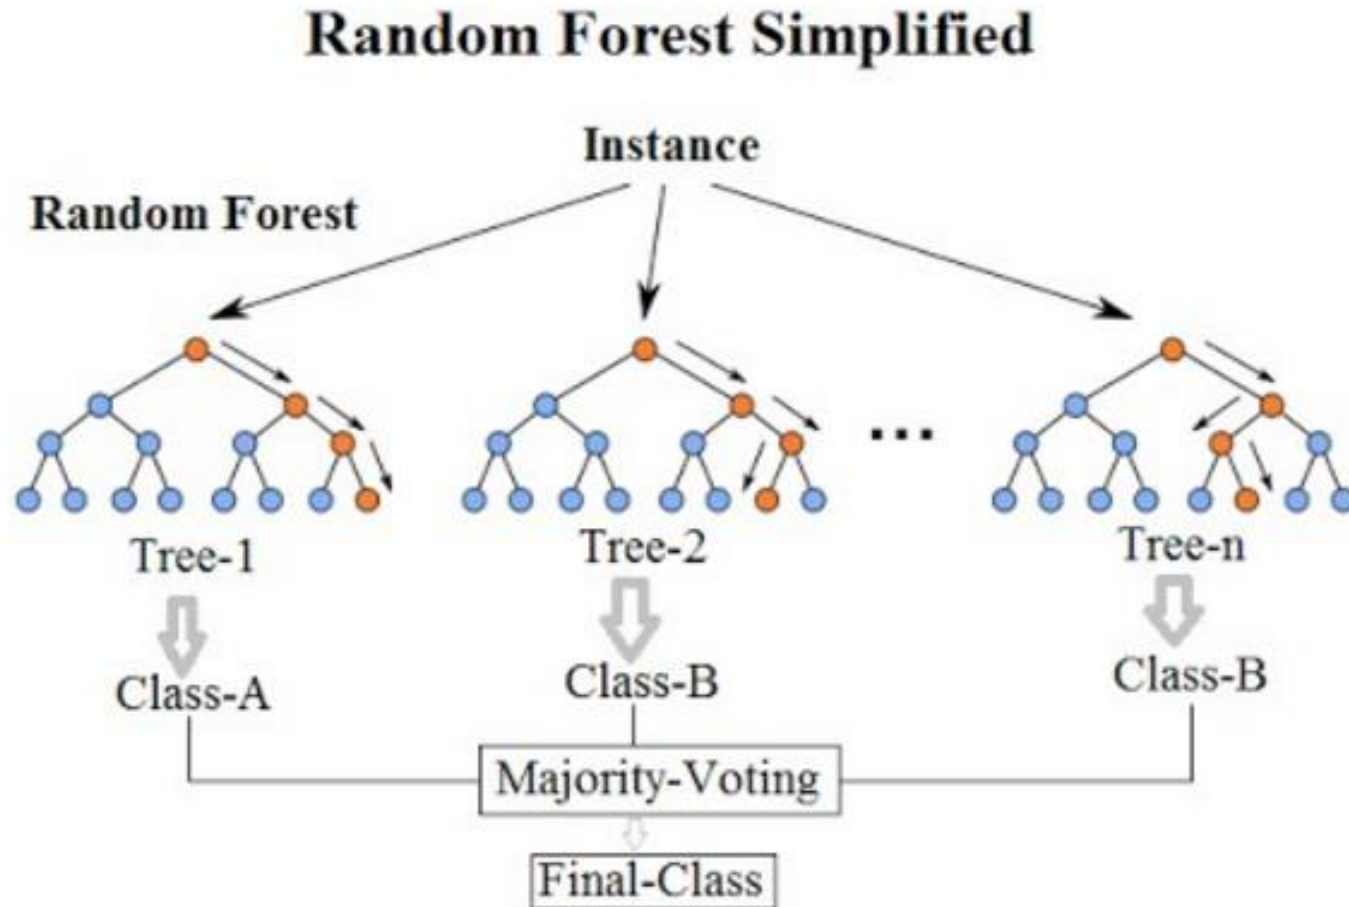 Random Forest Simplified
Instance
Random Forest
...
Tree-1
Tree-2
Tree-n
Class-A
Class-B
Class-B
Majority-Voting
Final-Class